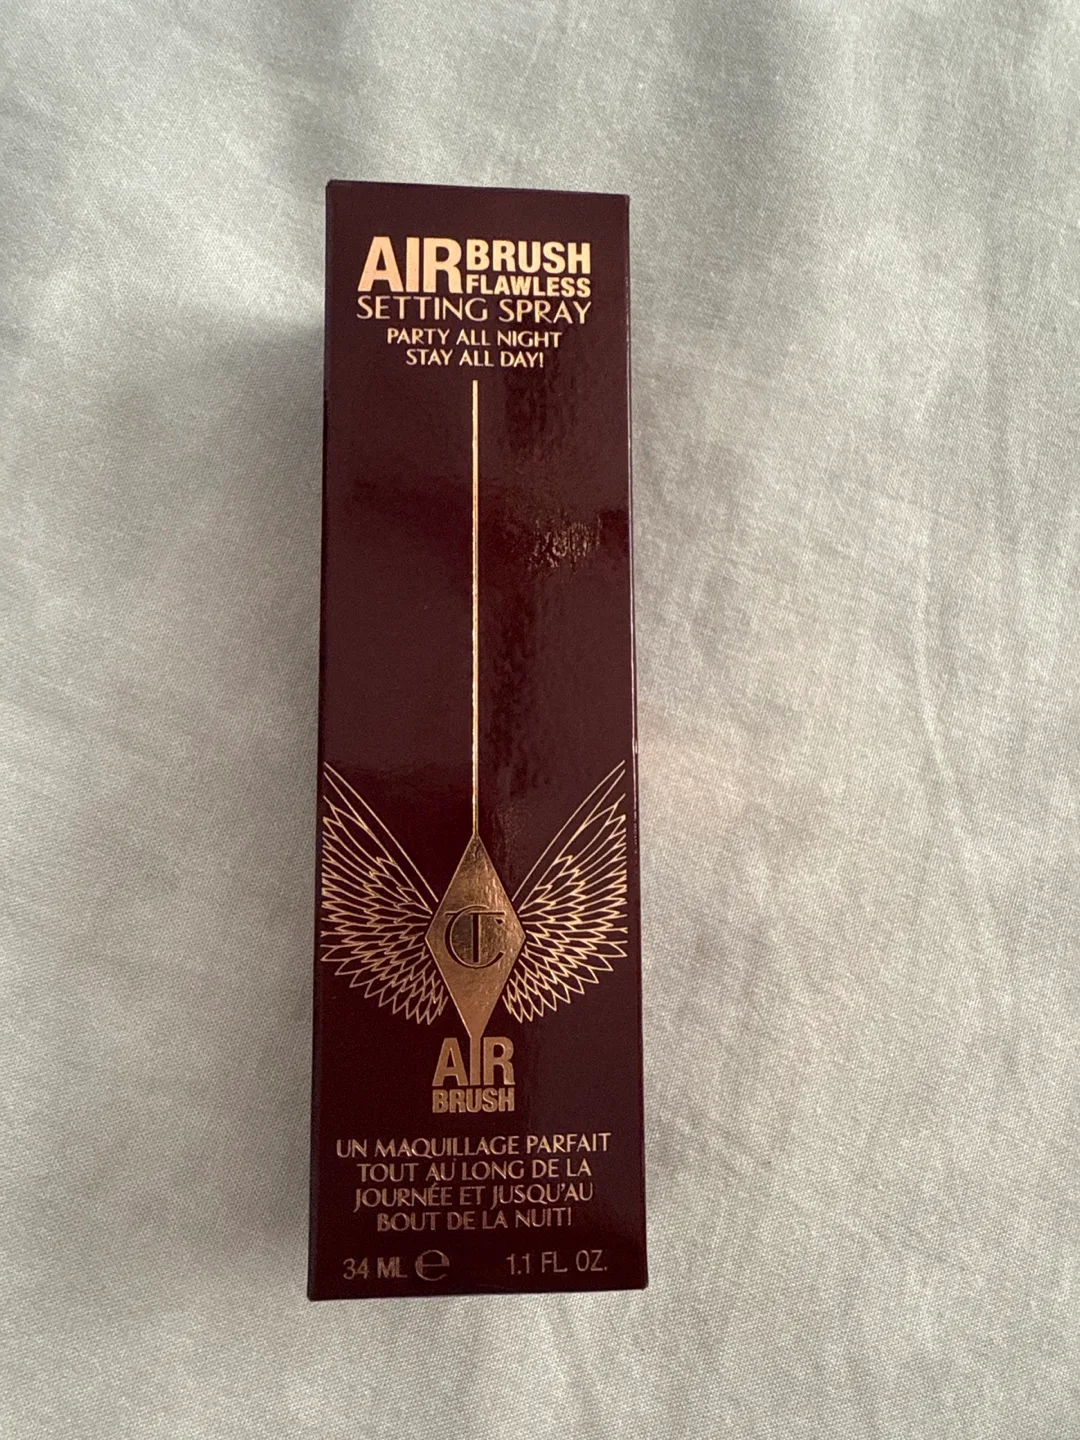 AIRBRUSH
FLAWLESS
SETTING SPRAY
PARTY ALL NIGHT
STAY ALL DAY!
CT
AIR
BRUSH
UN MAQUILLAGE PARFAIT
TOUT AU LONG DE LA
JOURNÉE ET JUSQU'AU
BOUT DE LA NUIT!
34 ML ℮ 1.1 FL. OZ.